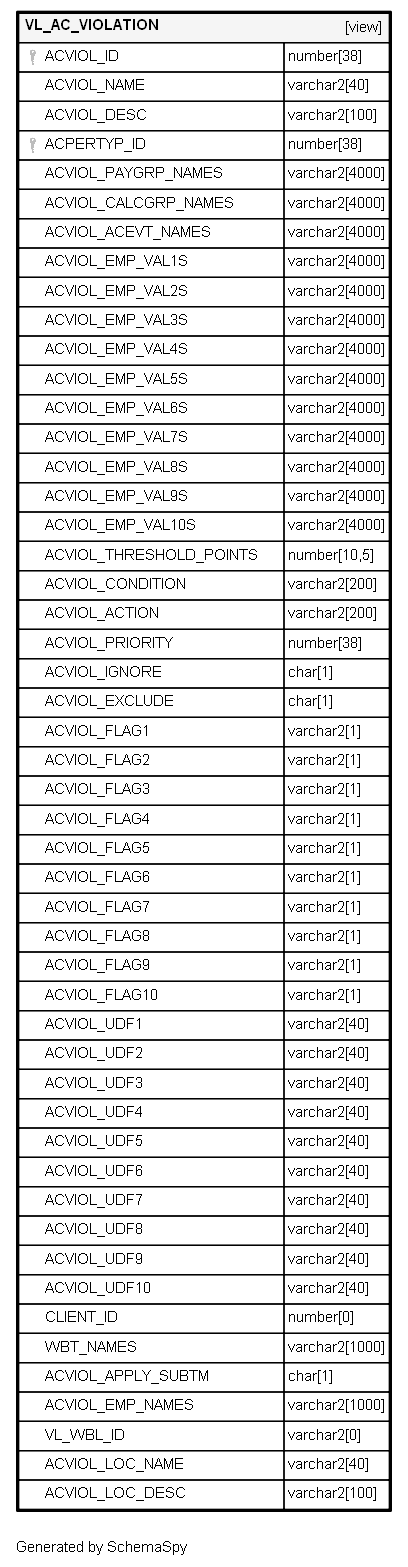 VL_AC_VIOLATION [view]
ACVIOL_ID number[38]
ACVIOL_NAME varchar2[40]
ACVIOL_DESC varchar2[100]
ACPERTYP_ID number[38]
ACVIOL_PAYGRP_NAMES varchar2[4000]
ACVIOL_CALCGRP_NAMES varchar2[4000]
ACVIOL_ACEVT_NAMES varchar2[4000]
ACVIOL_EMP_VAL1S varchar2[4000]
ACVIOL_EMP_VAL2S varchar2[4000]
ACVIOL_EMP_VAL3S varchar2[4000]
ACVIOL_EMP_VAL4S varchar2[4000]
ACVIOL_EMP_VAL5S varchar2[4000]
ACVIOL_EMP_VAL6S varchar2[4000]
ACVIOL_EMP_VAL7S varchar2[4000]
ACVIOL_EMP_VAL8S varchar2[4000]
ACVIOL_EMP_VAL9S varchar2[4000]
ACVIOL_EMP_VAL10S varchar2[4000]
ACVIOL_THRESHOLD_POINTS number[10,5]
ACVIOL_CONDITION varchar2[200]
ACVIOL_ACTION varchar2[200]
ACVIOL_PRIORITY number[38]
ACVIOL_IGNORE char[1]
ACVIOL_EXCLUDE char[1]
ACVIOL_FLAG1 varchar2[1]
ACVIOL_FLAG2 varchar2[1]
ACVIOL_FLAG3 varchar2[1]
ACVIOL_FLAG4 varchar2[1]
ACVIOL_FLAG5 varchar2[1]
ACVIOL_FLAG6 varchar2[1]
ACVIOL_FLAG7 varchar2[1]
ACVIOL_FLAG8 varchar2[1]
ACVIOL_FLAG9 varchar2[1]
ACVIOL_FLAG10 varchar2[1]
ACVIOL_UDF1 varchar2[40]
ACVIOL_UDF2 varchar2[40]
ACVIOL_UDF3 varchar2[40]
ACVIOL_UDF4 varchar2[40]
ACVIOL_UDF5 varchar2[40]
ACVIOL_UDF6 varchar2[40]
ACVIOL_UDF7 varchar2[40]
ACVIOL_UDF8 varchar2[40]
ACVIOL_UDF9 varchar2[40]
ACVIOL_UDF10 varchar2[40]
CLIENT_ID number[0]
WBT_NAMES varchar2[1000]
ACVIOL_APPLY_SUBTM char[1]
ACVIOL_EMP_NAMES varchar2[1000]
VL_WBL_ID varchar2[0]
ACVIOL_LOC_NAME varchar2[40]
ACVIOL_LOC_DESC varchar2[100]
Generated by SchemaSpy